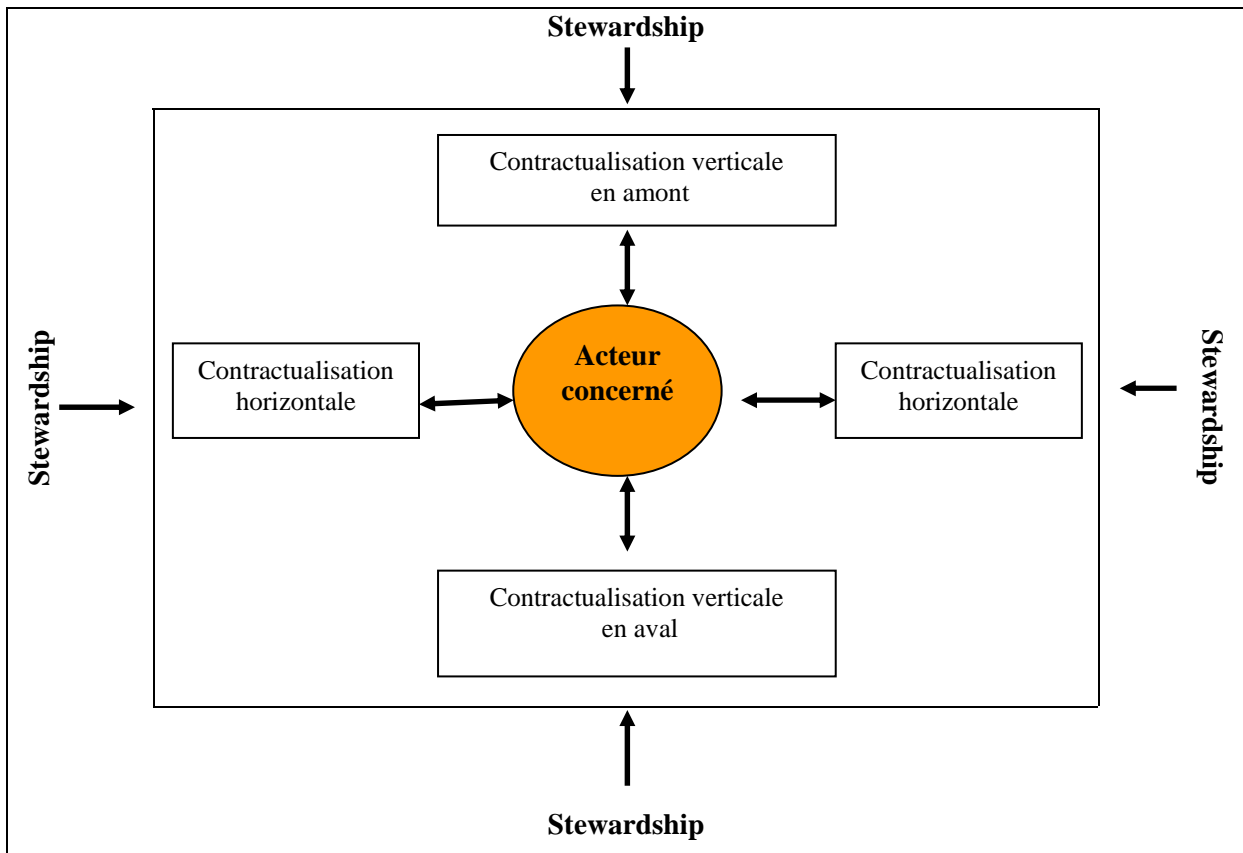 Stewardship
Contractualisation verticale
en amont
Stewardship
Contractualisation
horizontale
Acteur
concerné
Contractualisation
horizontale
Stewardship
Contractualisation verticale
en aval
Stewardship